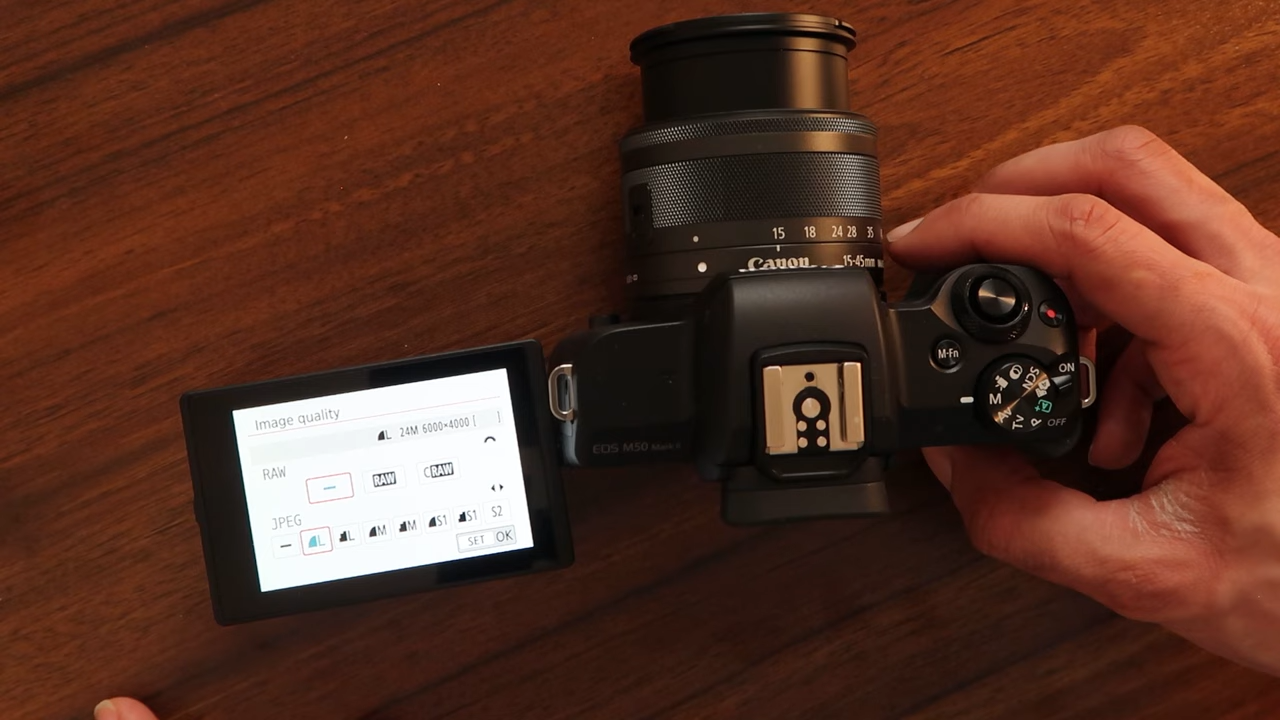 15 18 24 28 35
Canon 15-45mm
M-Fn
ON
OFF
M
Av
Tv
P
SCN
EOS M50 Mark II
Image quality
L 24M 6000×4000 [ ]
RAW
— RAW CRAW
JPEG
— L L M M S1 S1 S2
SET OK